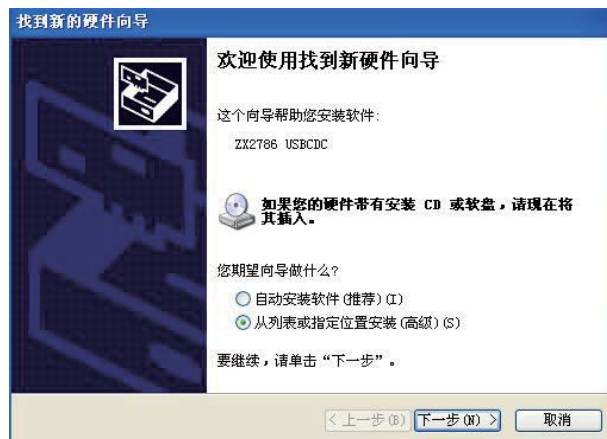 找到新的硬件向导
欢迎使用找到新硬件向导
这个向导帮助您安装软件:
ZX2786 USBCDC
如果您的硬件带有安装 CD 或软盘，请现在将
其插入。
您期望向导做什么?
自动安装软件(推荐)(I)
从列表或指定位置安装(高级)(S)
要继续，请单击“下一步”。
< 上一步(B) 下一步(N) > 取消